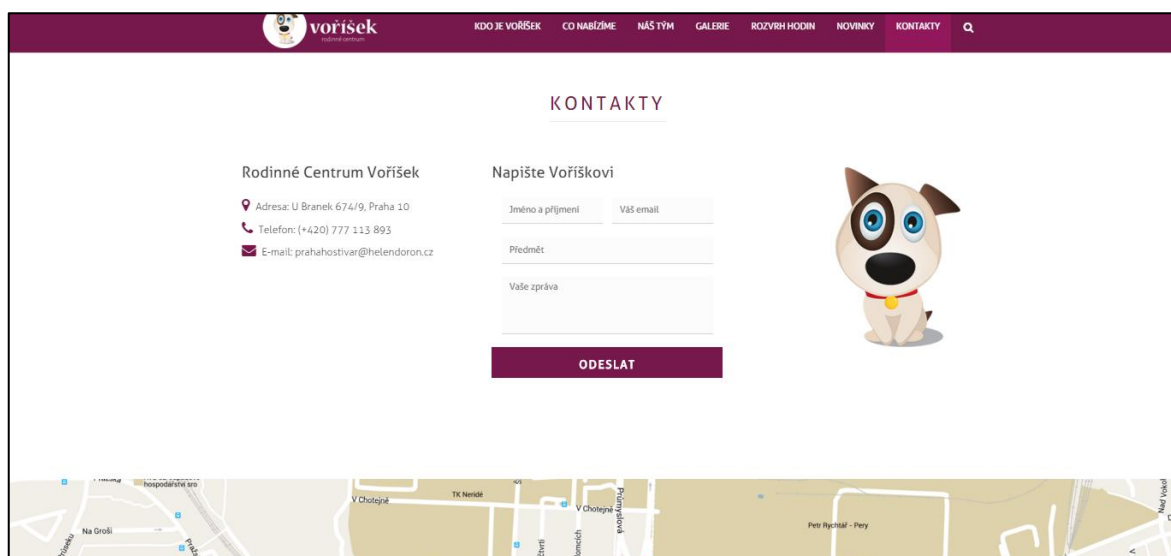 voříšek
rodinné centrum
KDO JE VOŘÍŠEK CO NABÍZÍME NÁŠ TÝM GALERIE ROZVRH HODIN NOVINKY KONTAKTY
KONTAKTY
Rodinné Centrum Voříšek
Adresa: U Branek 674/9, Praha 10
Telefon: (+420) 777 113 893
E-mail: prahahostivar@helendoron.cz
Napište Voříškovi
Jméno a příjmení Váš email
Předmět
Vaše zpráva
ODESLAT
hospodářství sro
V Chotejně
TK Neridé
V Chotejně
Průmyslová
Petr Rychtář - Pery
Na Groši